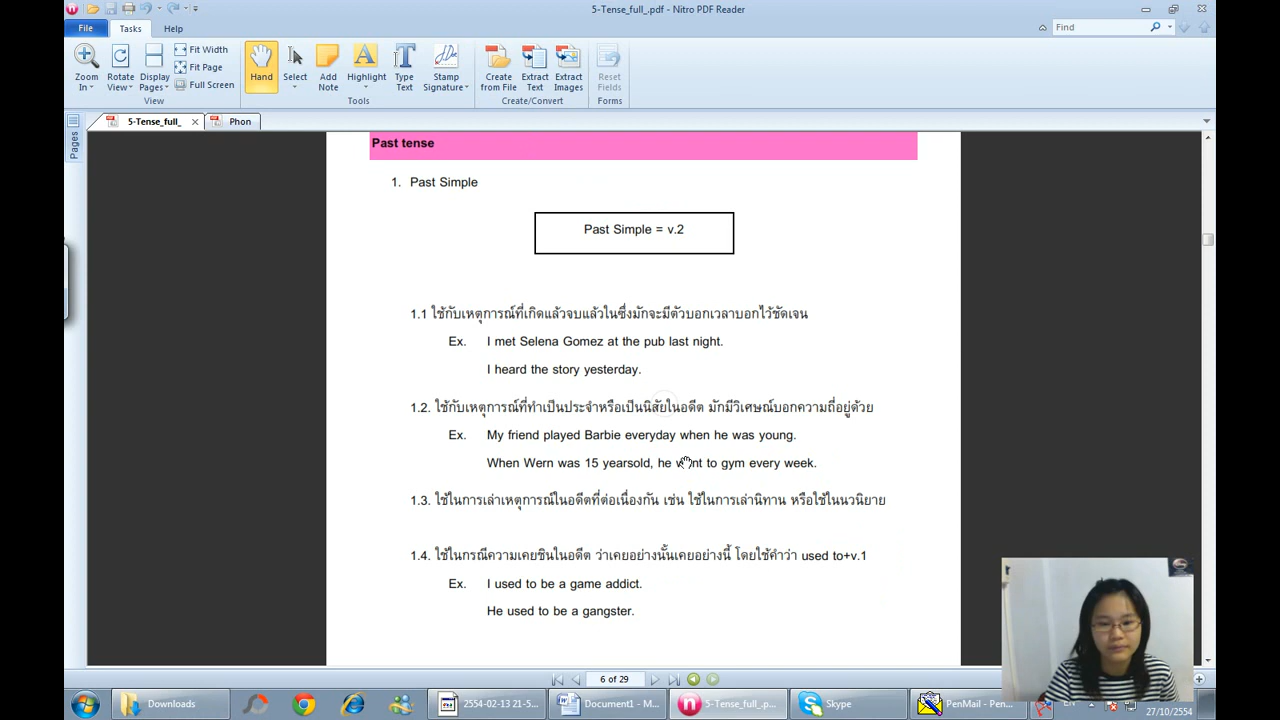 5-Tense_full_.pdf - Nitro PDF Reader
File Tasks Help
Find
Zoom In
Rotate View
Display Pages
Fit Width
Fit Page
Full Screen
View
Hand
Select
Add Note
Highlight
Type Text
Stamp Signature
Tools
Create from File
Extract Text
Extract Images
Create/Convert
Reset Fields
Forms
5-Tense_full_ Phon
Pages
Past tense
1. Past Simple
Past Simple = v.2
1.1 ใช้กับเหตุการณ์ที่เกิดแล้วจบแล้วในซึ่งมักจะมีตัวบอกเวลาบอกไว้ชัดเจน
Ex. I met Selena Gomez at the pub last night.
I heard the story yesterday.
1.2. ใช้กับเหตุการณ์ที่ทำเป็นประจำหรือเป็นนิสัยในอดีต มักมีวิเศษณ์บอกความถี่อยู่ด้วย
Ex. My friend played Barbie everyday when he was young.
When Wern was 15 yearsold, he went to gym every week.
1.3. ใช้ในการเล่าเหตุการณ์ในอดีตที่ต่อเนื่องกัน เช่น ใช้ในการเล่านิทาน หรือใช้ในนวนิยาย
1.4. ใช้ในกรณีความเคยชินในอดีต ว่าเคยอย่างนั้นเคยอย่างนี้ โดยใช้คำว่า used to+v.1
Ex. I used to be a game addict.
He used to be a gangster.
6 of 29
Downloads
2554-02-13 21-5...
Document1 - M...
5-Tense_full_.p...
Skype
PenMail - Pen...
EN
27/10/2554